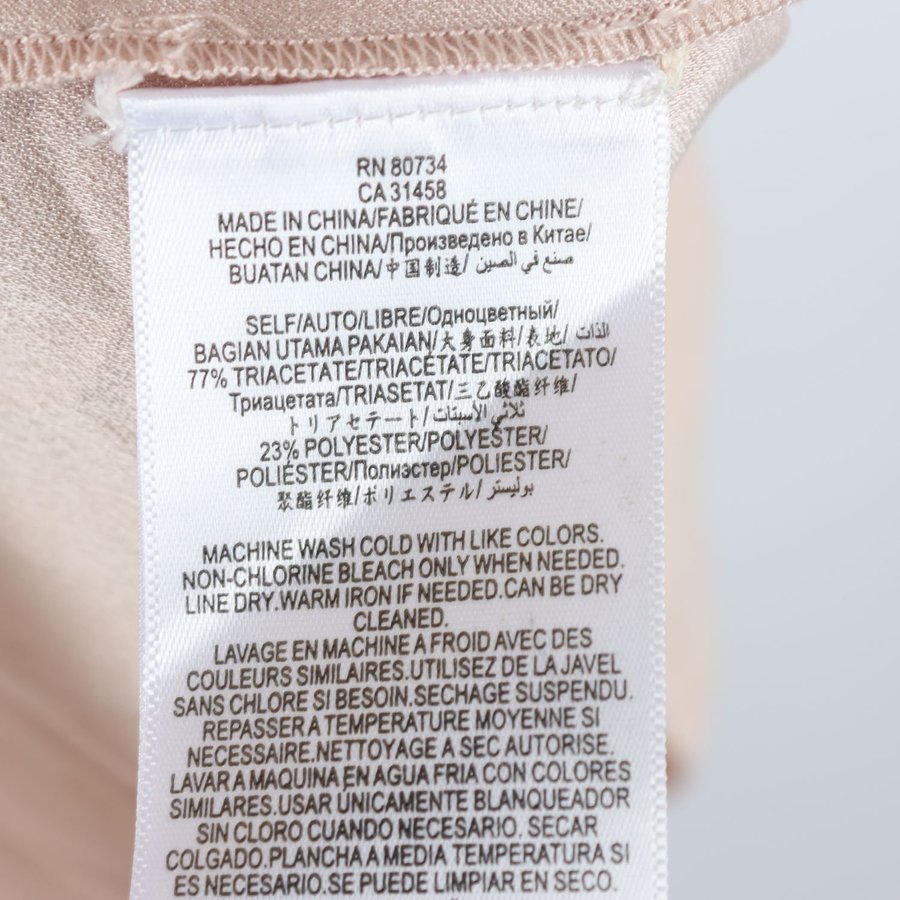 RN 80734
CA 31458
MADE IN CHINA/FABRIQUÉ EN CHINE/
HECHO EN CHINA/Произведено в Китае/
BUATAN CHINA/中国制造/ صنع في الصين
SELF/AUTO/LIBRE/Одноцветный/
BAGIAN UTAMA PAKAIAN/大身面料/表地/ الذات
77% TRIACETATE/TRIACÉTATE/TRIACETATO/
Триацетата/TRIASETAT/三乙酸酯纤维/
トリアセテート/ ثلاثي الأسيتات
23% POLYESTER/POLYESTER/
POLIÉSTER/Полиэстер/POLIESTER/
聚酯纤维/ポリエステル/ بوليستر
MACHINE WASH COLD WITH LIKE COLORS.
NON-CHLORINE BLEACH ONLY WHEN NEEDED.
LINE DRY.WARM IRON IF NEEDED.CAN BE DRY
CLEANED.
LAVAGE EN MACHINE A FROID AVEC DES
COULEURS SIMILAIRES.UTILISEZ DE LA JAVEL
SANS CHLORE SI BESOIN.SECHAGE SUSPENDU.
REPASSER A TEMPERATURE MOYENNE SI
NECESSAIRE.NETTOYAGE A SEC AUTORISE.
LAVAR A MAQUINA EN AGUA FRIA CON COLORES
SIMILARES.USAR ÚNICAMENTE BLANQUEADOR
SIN CLORO CUANDO NECESARIO. SECAR
COLGADO.PLANCHA A MEDIA TEMPERATURA SI
ES NECESARIO.SE PUEDE LIMPIAR EN SECO.